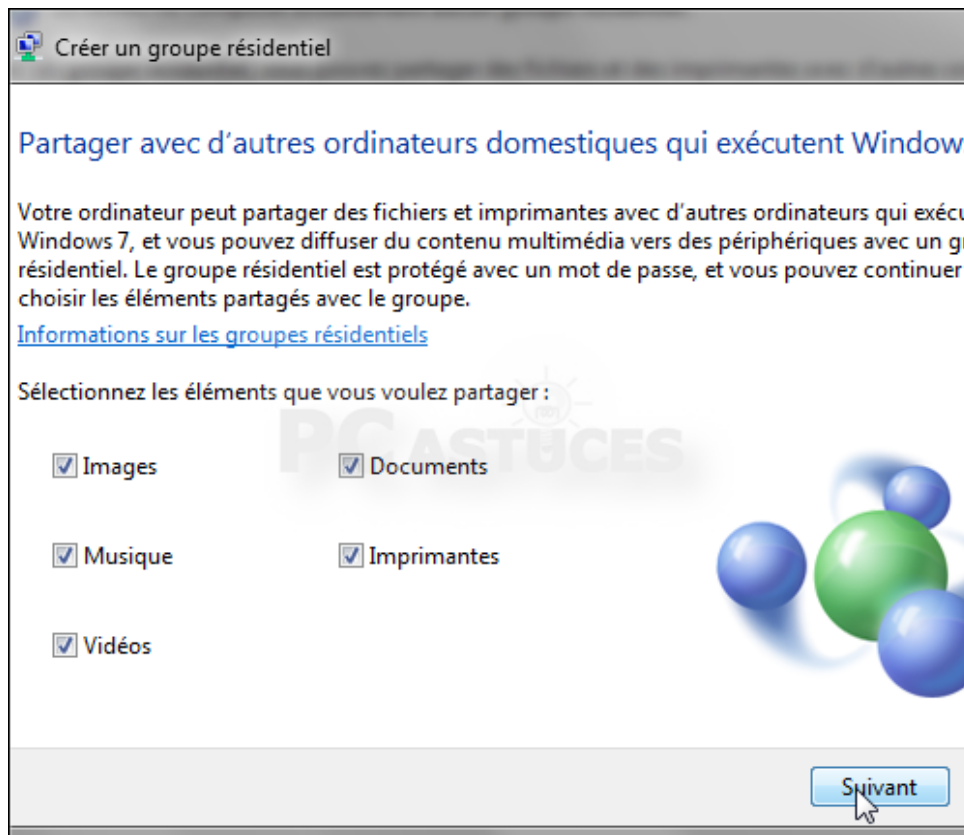 Créer un groupe résidentiel
Partager avec d'autres ordinateurs domestiques qui exécutent
Votre ordinateur peut partager des fichiers et imprimantes avec d'autres ordinateurs qui
Windows 7, et vous pouvez diffuser du contenu multimédia vers des périphériques avec un
résidentiel. Le groupe résidentiel est protégé avec un mot de passe, et vous pouvez continuer
choisir les éléments partagés avec le groupe.
Informations sur les groupes résidentiels
Sélectionnez les éléments que vous voulez partager :
PC ASTUCES
Images
Documents
Musique
Imprimantes
Vidéos
Suivant